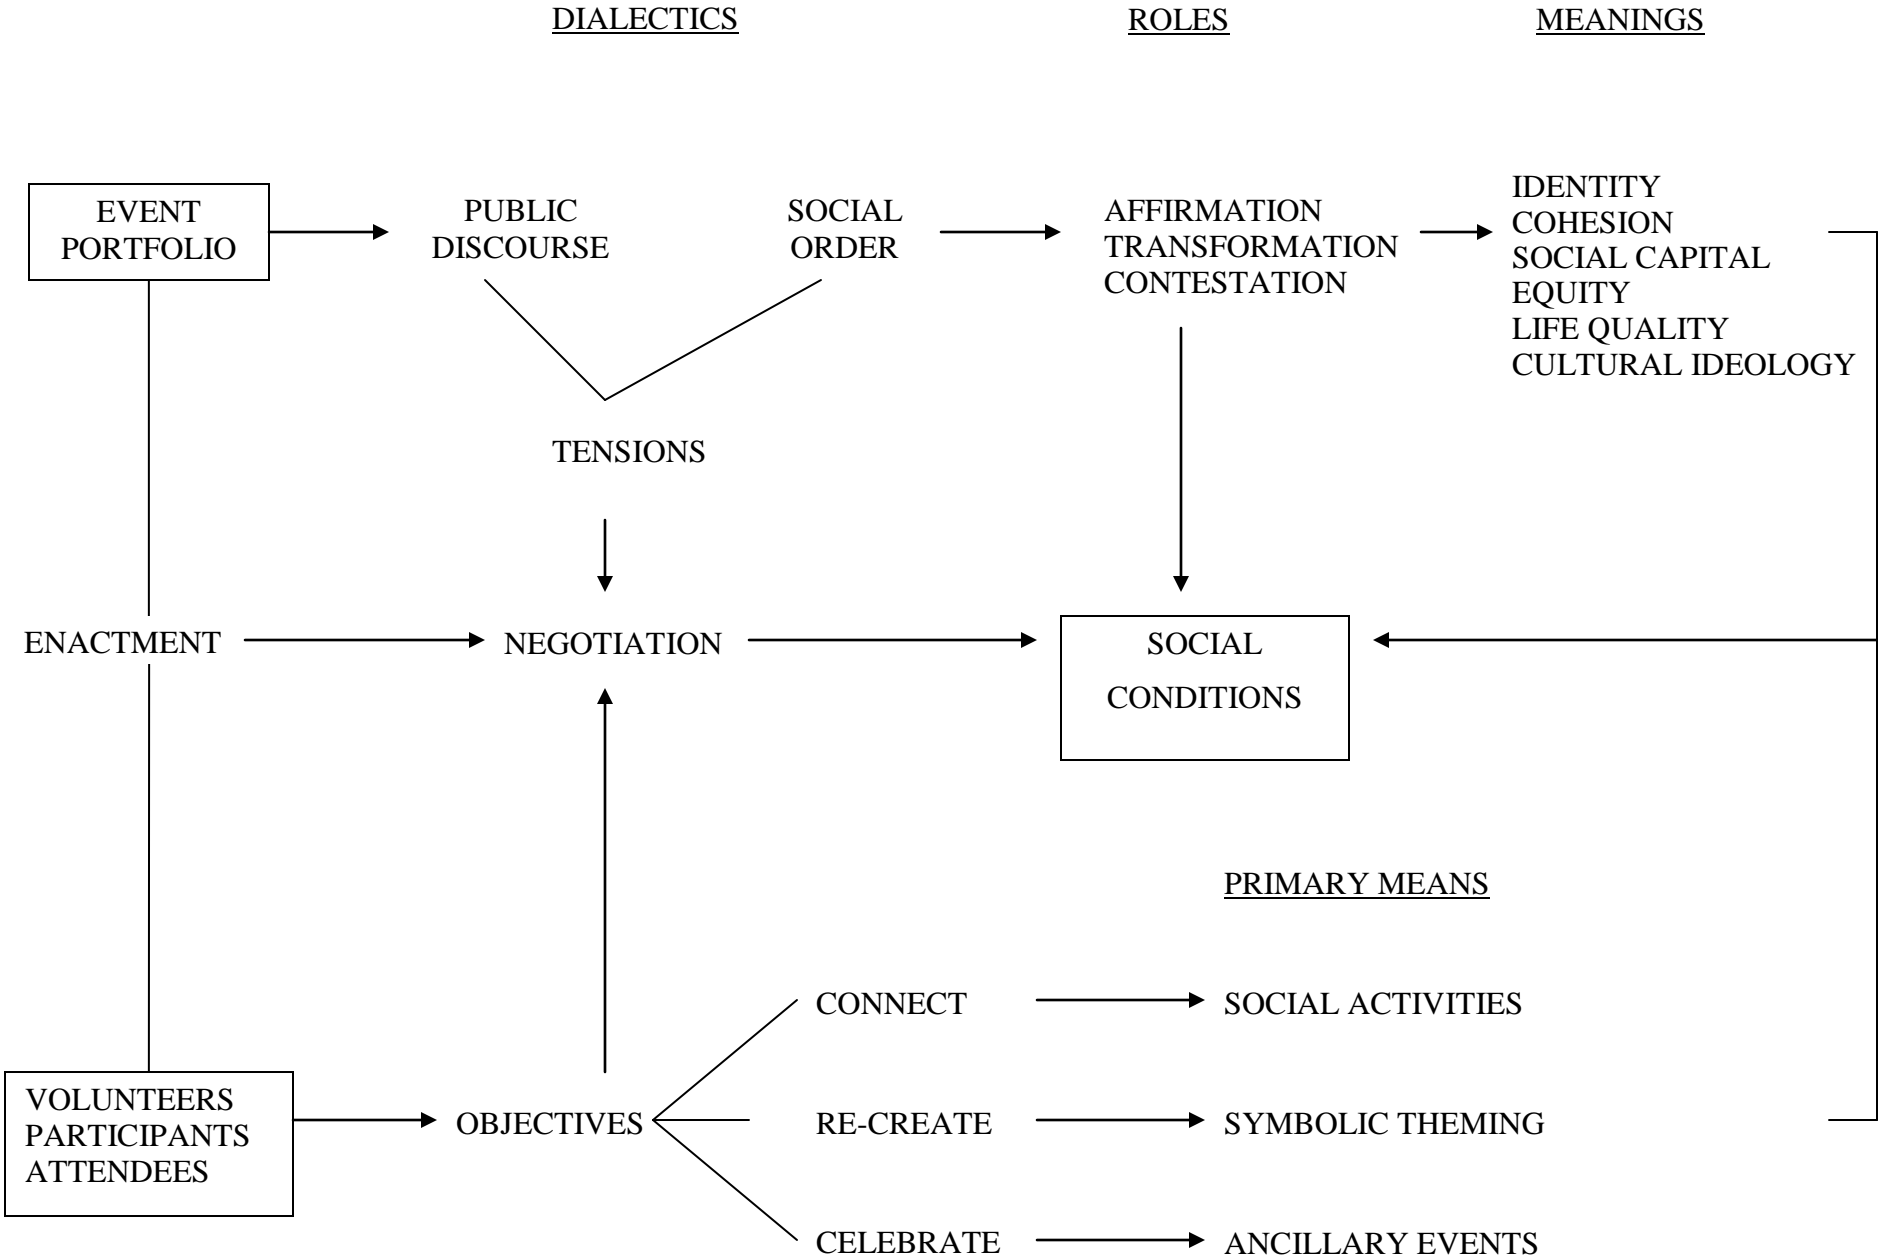 DIALECTICS
ROLES
MEANINGS
EVENT
PORTFOLIO
PUBLIC
DISCOURSE
SOCIAL
ORDER
AFFIRMATION
TRANSFORMATION
CONTESTATION
IDENTITY
COHESION
SOCIAL CAPITAL
EQUITY
LIFE QUALITY
CULTURAL IDEOLOGY
TENSIONS
ENACTMENT
NEGOTIATION
SOCIAL
CONDITIONS
PRIMARY MEANS
VOLUNTEERS
PARTICIPANTS
ATTENDEES
OBJECTIVES
CONNECT
SOCIAL ACTIVITIES
RE-CREATE
SYMBOLIC THEMING
CELEBRATE
ANCILLARY EVENTS